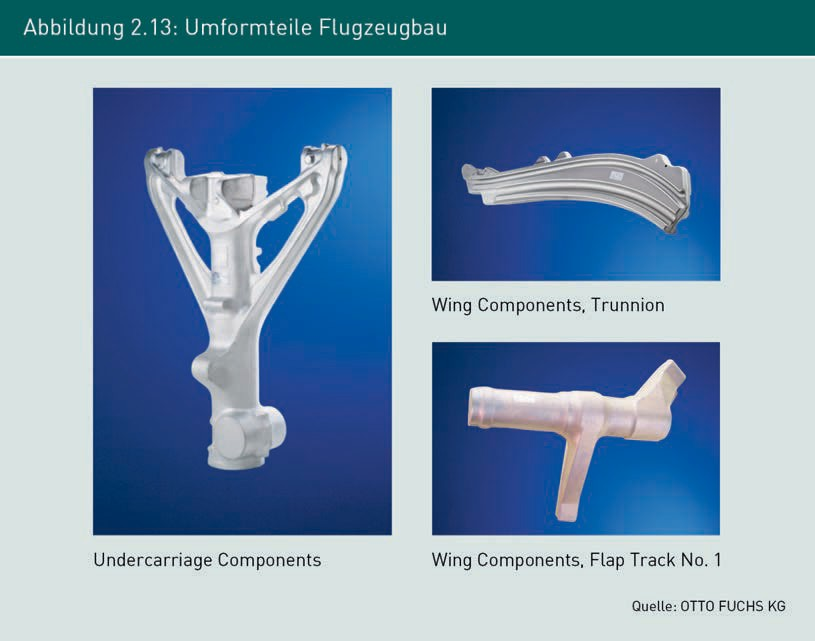 Abbildung 2.13: Umformteile Flugzeugbau
Wing Components, Trunnion
Undercarriage Components
Wing Components, Flap Track No. 1
Quelle: OTTO FUCHS KG